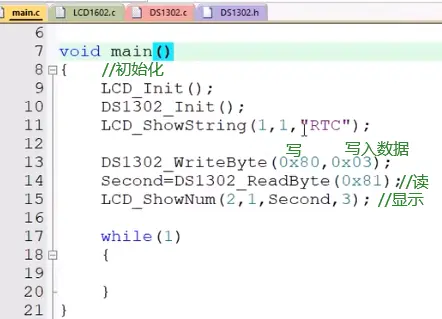 main.c LCD1602.c DS1302.c DS1302.h
6
7 void main()
8 { //初始化
9 LCD_Init();
10 DS1302_Init();
11 LCD_ShowString(1,1,"RTC");
12 写 写入数据
13 DS1302_WriteByte(0x80,0x03);
14 Second=DS1302_ReadByte(0x81);//读
15 LCD_ShowNum(2,1,Second,3); //显示
16
17 while(1)
18 {
19
20 }
21 }